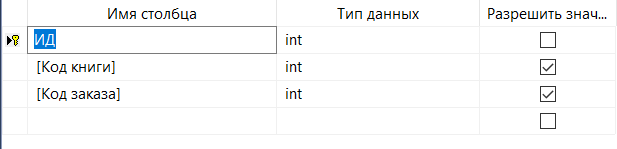 Имя столбца Тип данных Разрешить знач...
ИД int
[Код книги] int
[Код заказа] int